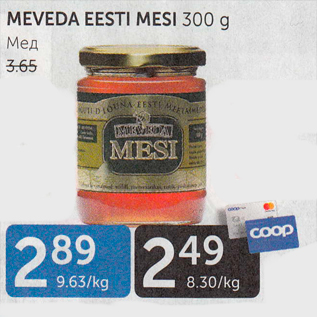 MEVEDA EESTI MESI 300 g
Мед
3.65
MEVEDA
MESI
2 89
9.63/kg
2 49
8.30/kg
coop